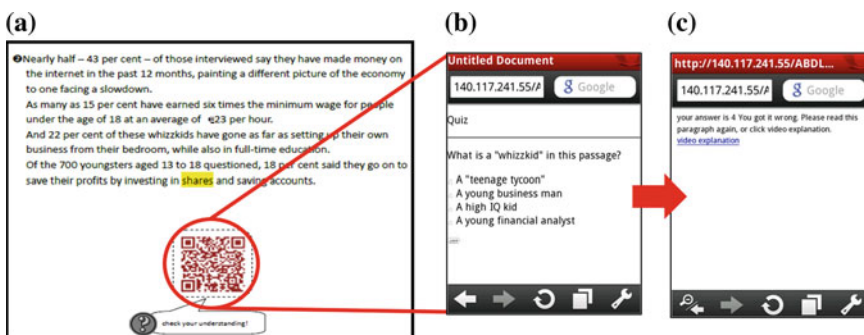 (a)
❷Nearly half – 43 per cent – of those interviewed say they have made money on
the internet in the past 12 months, painting a different picture of the economy
to one facing a slowdown.
As many as 15 per cent have earned six times the minimum wage for people
under the age of 18 at an average of £23 per hour.
And 22 per cent of these whizzkids have gone as far as setting up their own
business from their bedroom, while also in full-time education.
Of the 700 youngsters aged 13 to 18 questioned, 18 per cent said they go on to
save their profits by investing in shares and saving accounts.
check your understanding!
(b)
Untitled Document
140.117.241.55/A
Google
Quiz
What is a "whizzkid" in this passage?
A "teenage tycoon"
A young business man
A high IQ kid
A young financial analyst
(c)
http://140.117.241.55/ABDL...
140.117.241.55/A
Google
your answer is 4 You got it wrong. Please read this
paragraph again, or click video explanation.
video explanation